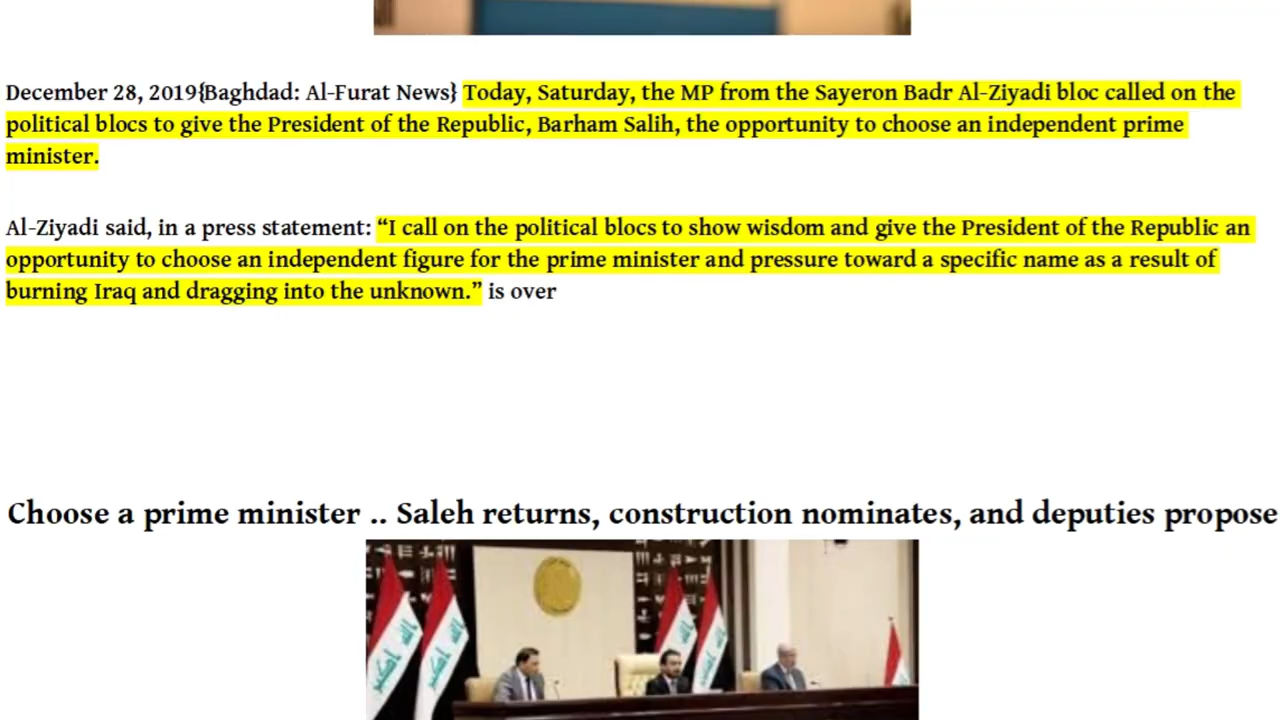 December 28, 2019{Baghdad: Al-Furat News} Today, Saturday, the MP from the Sayeron Badr Al-Ziyadi bloc called on the
political blocs to give the President of the Republic, Barham Salih, the opportunity to choose an independent prime
minister.
Al-Ziyadi said, in a press statement: “I call on the political blocs to show wisdom and give the President of the Republic an
opportunity to choose an independent figure for the prime minister and pressure toward a specific name as a result of
burning Iraq and dragging into the unknown.” is over
Choose a prime minister .. Saleh returns, construction nominates, and deputies propose